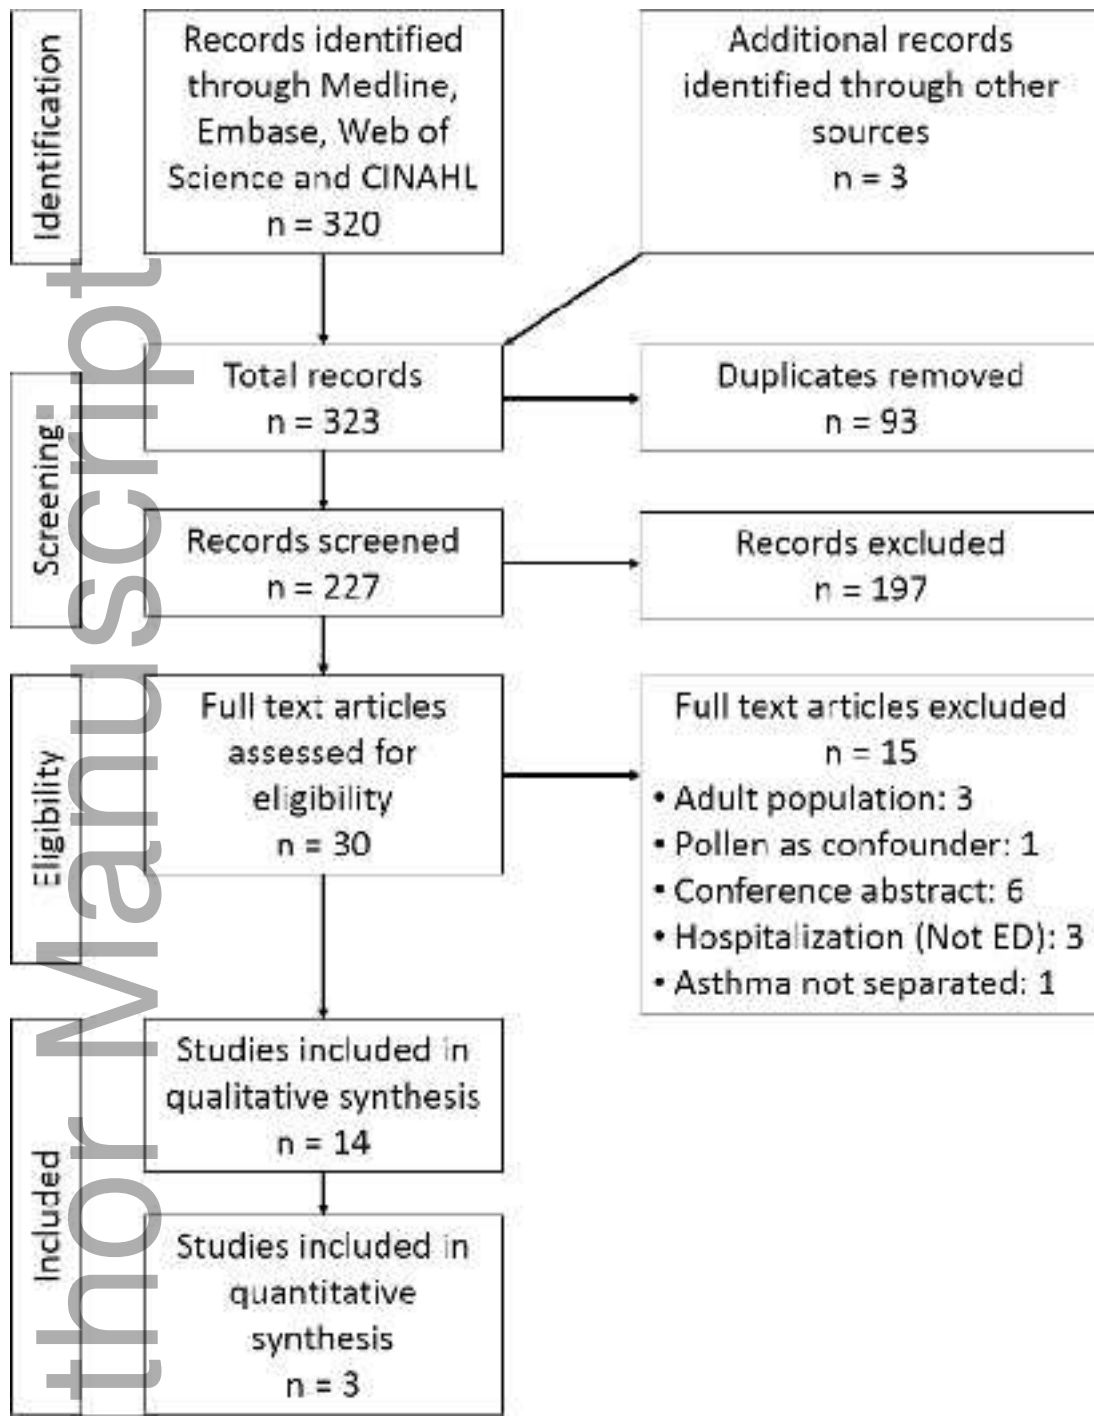 Identification
Records identified
through Medline,
Embase, Web of
Science and CINAHL
n = 320
Additional records
identified through other
sources
n = 3
Screening
Total records
n = 323
Duplicates removed
n = 93
Records screened
n = 227
Records excluded
n = 197
Eligibility
Full text articles
assessed for
eligibility
n = 30
Full text articles excluded
n = 15
• Adult population: 3
• Pollen as confounder: 1
• Conference abstract: 6
• Hospitalization (Not ED): 3
• Asthma not separated: 1
Included
Studies included in
qualitative synthesis
n = 14
Studies included in
quantitative
synthesis
n = 3
thor Manuscript